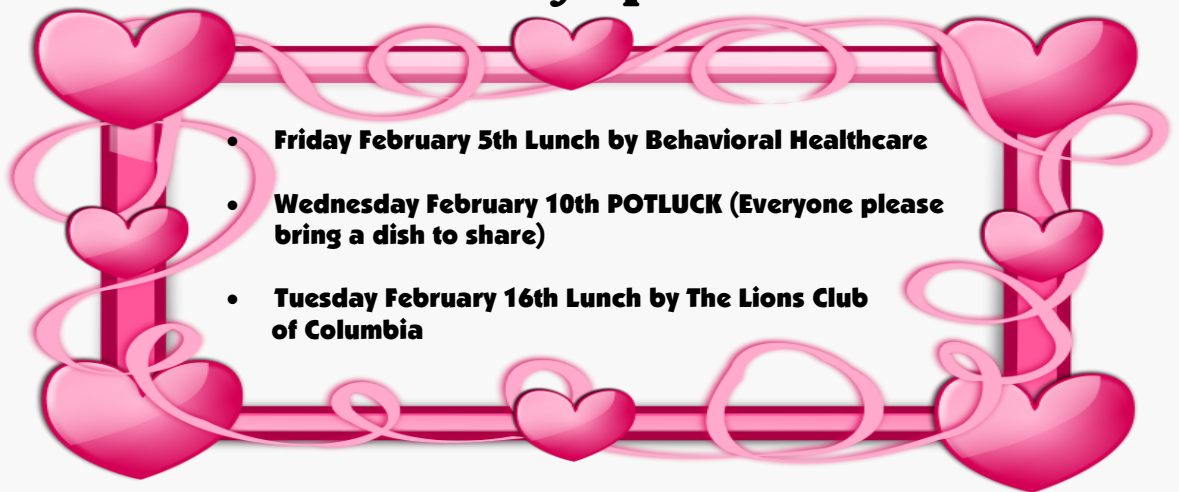 • Friday February 5th Lunch by Behavioral Healthcare
• Wednesday February 10th POTLUCK (Everyone please
bring a dish to share)
• Tuesday February 16th Lunch by The Lions Club
of Columbia